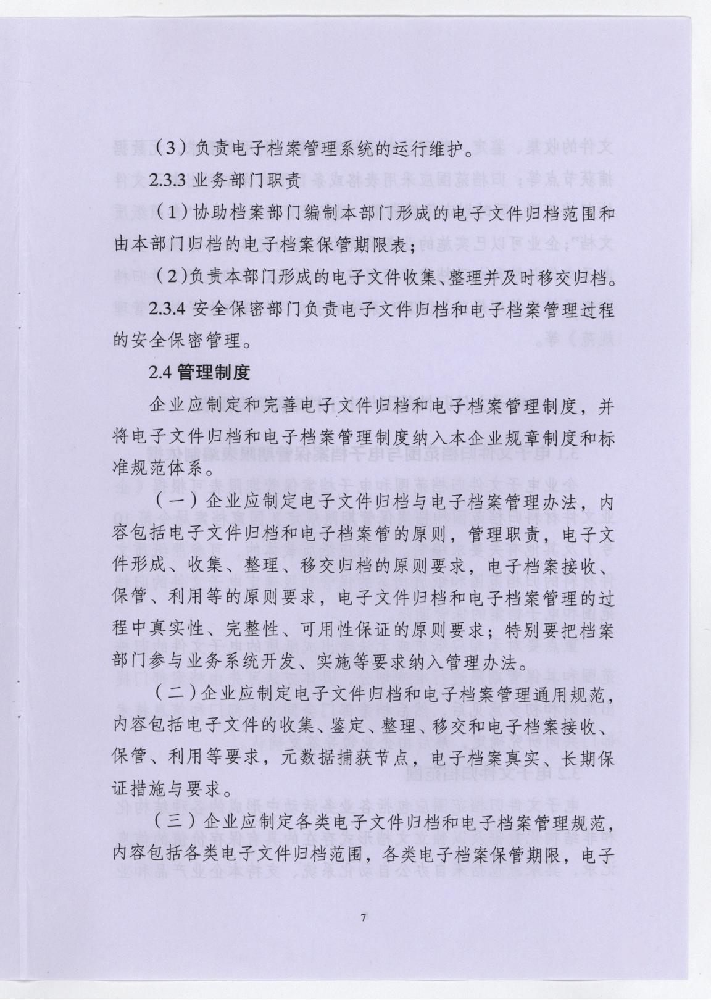 （3）负责电子档案管理系统的运行维护。
2.3.3 业务部门职责
（1）协助档案部门编制本部门形成的电子文件归档范围和
由本部门归档的电子档案保管期限表；
（2）负责本部门形成的电子文件收集、整理并及时移交归档。
2.3.4 安全保密部门负责电子文件归档和电子档案管理过程
的安全保密管理。
2.4 管理制度
企业应制定和完善电子文件归档和电子档案管理制度，并
将电子文件归档和电子档案管理制度纳入本企业规章制度和标
准规范体系。
（一）企业应制定电子文件归档与电子档案管理办法，内
容包括电子文件归档和电子档案管的原则，管理职责，电子文
件形成、收集、整理、移交归档的原则要求，电子档案接收、
保管、利用等的原则要求，电子文件归档和电子档案管理的过
程中真实性、完整性、可用性保证的原则要求；特别要把档案
部门参与业务系统开发、实施等要求纳入管理办法。
（二）企业应制定电子文件归档和电子档案管理通用规范，
内容包括电子文件的收集、鉴定、整理、移交和电子档案接收、
保管、利用等要求，元数据捕获节点，电子档案真实、长期保
证措施与要求。
（三）企业应制定各类电子文件归档和电子档案管理规范，
内容包括各类电子文件归档范围，各类电子档案保管期限，电子
7